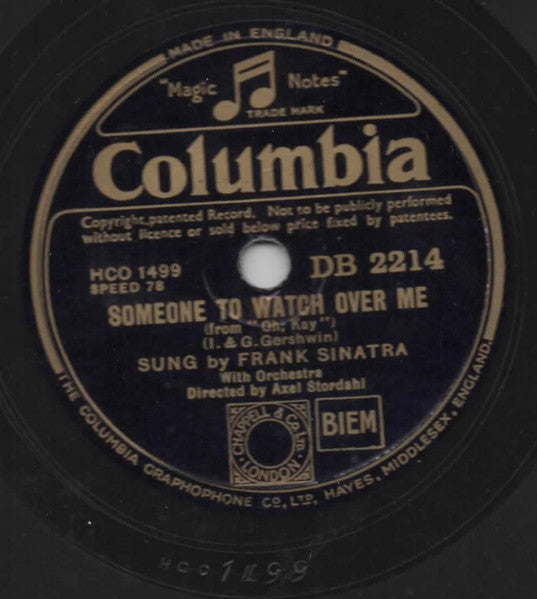 MADE IN ENGLAND
"Magic Notes"
TRADE MARK
Columbia
Copyright, patented Record. Not to be publicly performed
without licence or sold below price fixed by patentees.
HCO 1499
SPEED 78
DB 2214
SOMEONE TO WATCH OVER ME
(from "Oh, Kay")
(I. & G. Gershwin)
SUNG by FRANK SINATRA
With Orchestra
Directed by Axel Stordahl
CHAPPELL & CO. LTD.
LONDON
BIEM
THE COLUMBIA GRAPHOPHONE CO., LTD, HAYES, MIDDLESEX, ENGLAND.
HCO 1499